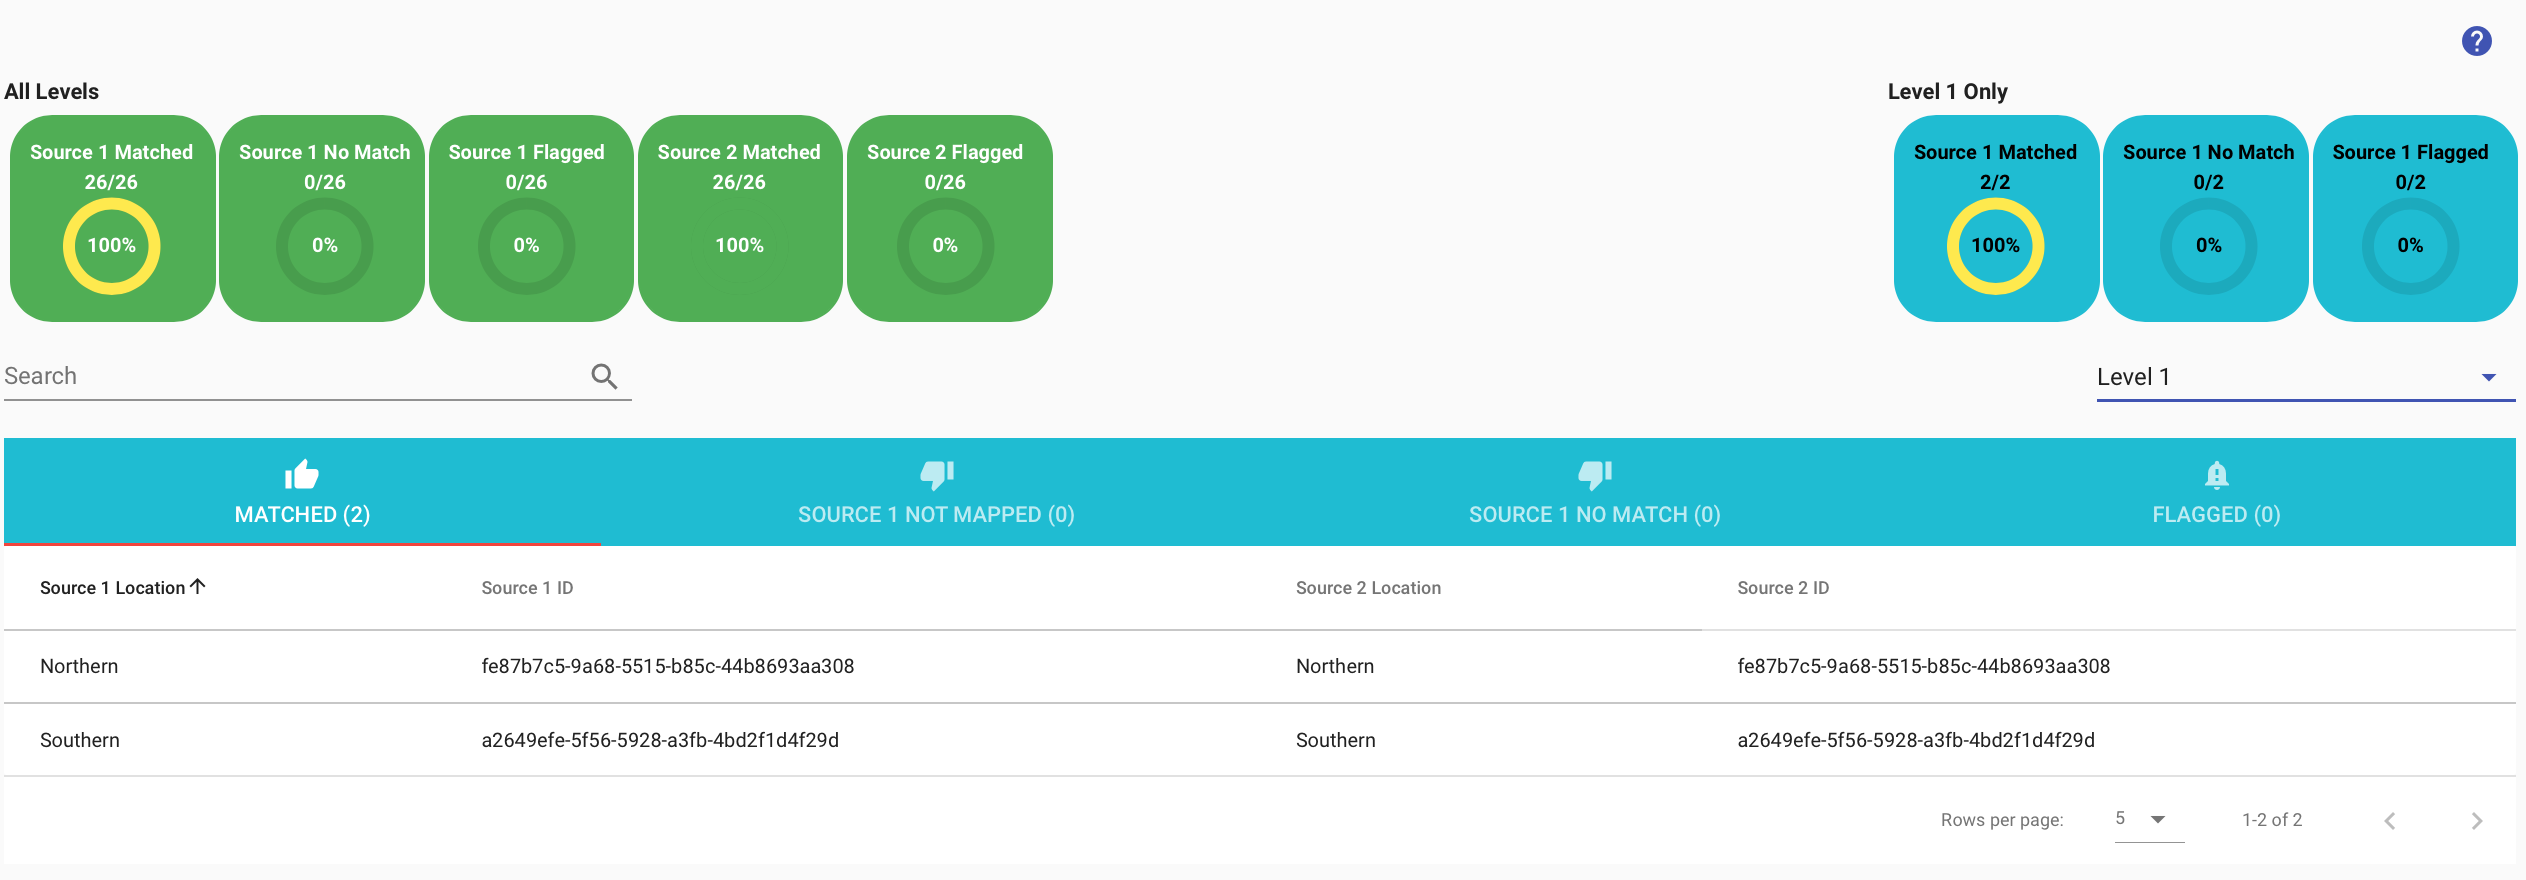 ?
All Levels
Level 1 Only
Source 1 Matched
26/26
100%
Source 1 No Match
0/26
0%
Source 1 Flagged
0/26
0%
Source 2 Matched
26/26
100%
Source 2 Flagged
0/26
0%
Source 1 Matched
2/2
100%
Source 1 No Match
0/2
0%
Source 1 Flagged
0/2
0%
Search
Level 1
MATCHED (2)
SOURCE 1 NOT MAPPED (0)
SOURCE 1 NO MATCH (0)
FLAGGED (0)
Source 1 Location Source 1 ID Source 2 Location Source 2 ID
Northern fe87b7c5-9a68-5515-b85c-44b8693aa308 Northern fe87b7c5-9a68-5515-b85c-44b8693aa308
Southern a2649efe-5f56-5928-a3fb-4bd2f1d4f29d Southern a2649efe-5f56-5928-a3fb-4bd2f1d4f29d
Rows per page: 5 1-2 of 2